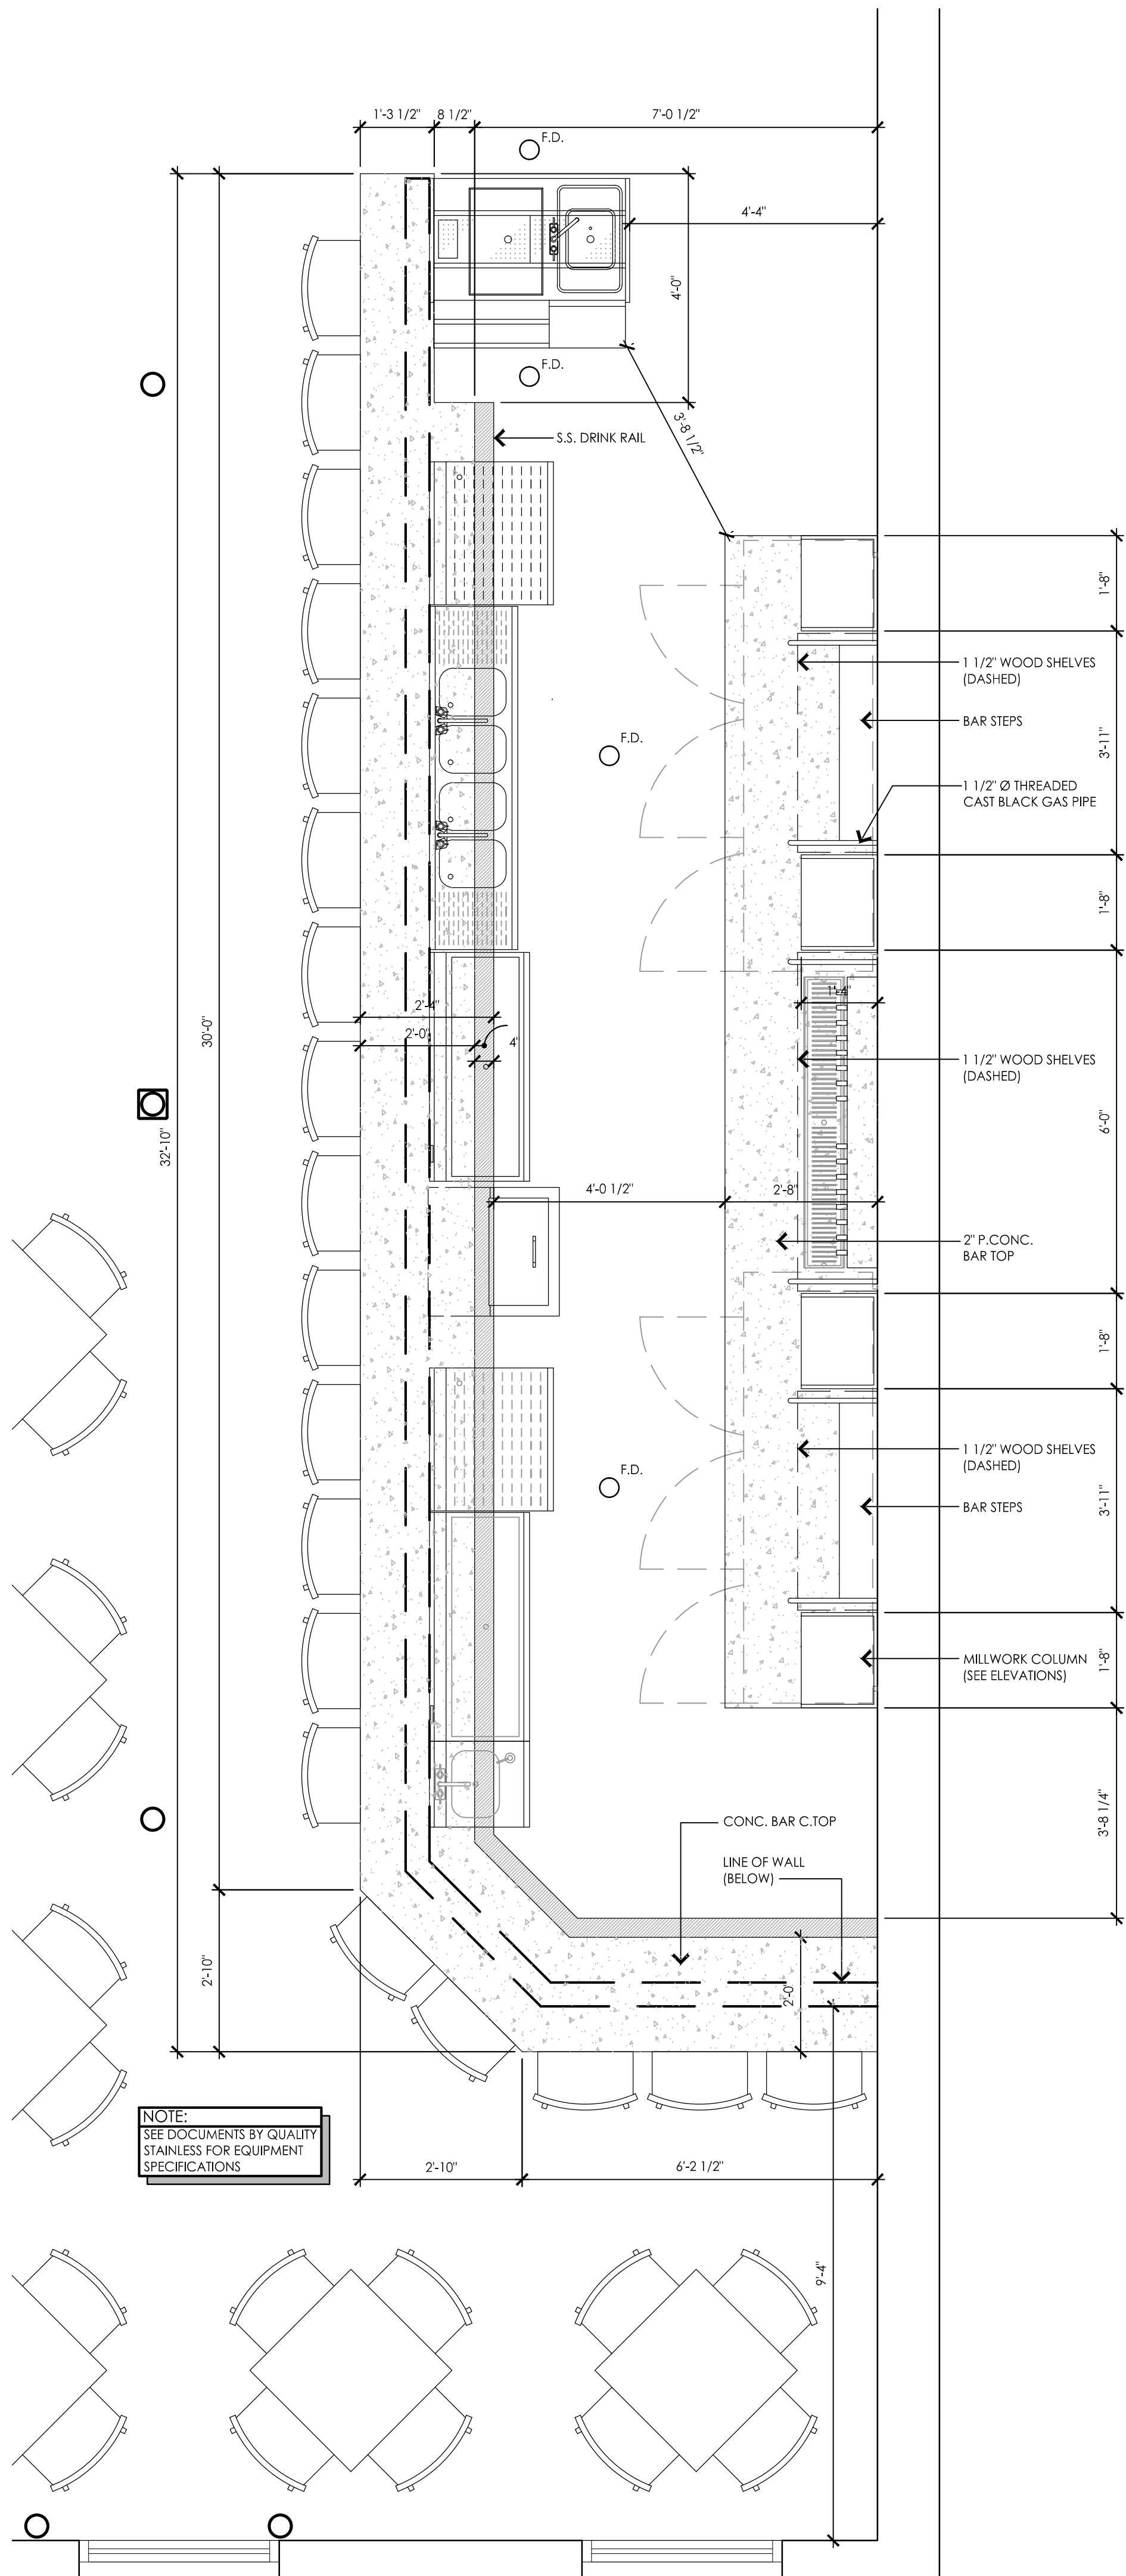 1'-3 1/2"
8 1/2"
7'-0 1/2"
F.D.
4'-4"
4'-0"
F.D.
3'-8 1/2"
S.S. DRINK RAIL
1'-8"
1 1/2" WOOD SHELVES
(DASHED)
BAR STEPS
3'-11"
F.D.
1 1/2" Ø THREADED
CAST BLACK GAS PIPE
1'-8"
2'-4"
1'-4"
30'-0"
2'-0"
4"
1 1/2" WOOD SHELVES
(DASHED)
6'-0"
32'-10"
4'-0 1/2"
2'-8"
2" P.CONC.
BAR TOP
1'-8"
1 1/2" WOOD SHELVES
(DASHED)
F.D.
BAR STEPS
3'-11"
MILLWORK COLUMN
(SEE ELEVATIONS)
1'-8"
3'-8 1/4"
CONC. BAR C.TOP
LINE OF WALL
(BELOW)
2'-10"
2'-0"
NOTE:
SEE DOCUMENTS BY QUALITY
STAINLESS FOR EQUIPMENT
SPECIFICATIONS
2'-10"
6'-2 1/2"
9'-4"